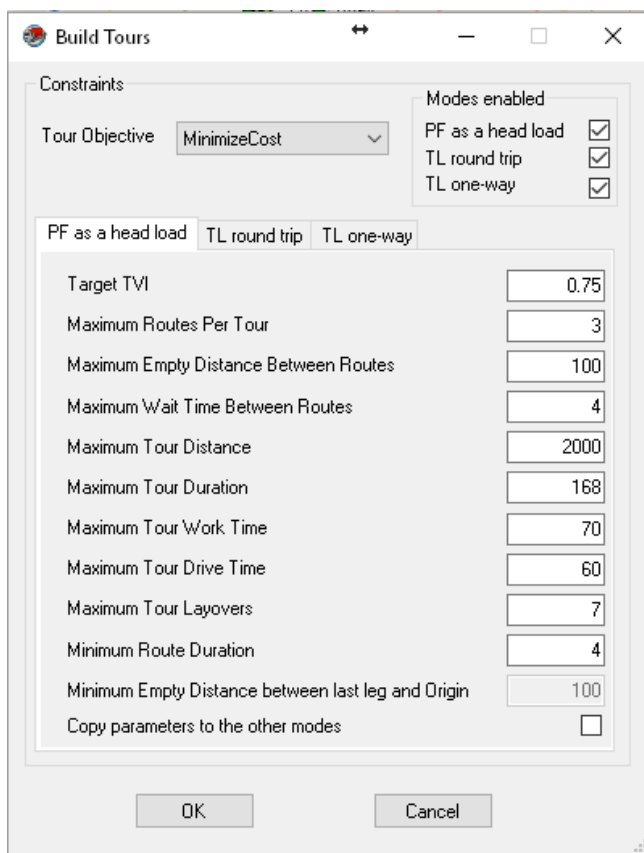 Build Tours
Constraints
Modes enabled
Tour Objective MinimizeCost
PF as a head load
TL round trip
TL one-way
PF as a head load TL round trip TL one-way
Target TVI 0.75
Maximum Routes Per Tour 3
Maximum Empty Distance Between Routes 100
Maximum Wait Time Between Routes 4
Maximum Tour Distance 2000
Maximum Tour Duration 168
Maximum Tour Work Time 70
Maximum Tour Drive Time 60
Maximum Tour Layovers 7
Minimum Route Duration 4
Minimum Empty Distance between last leg and Origin 100
Copy parameters to the other modes
OK Cancel